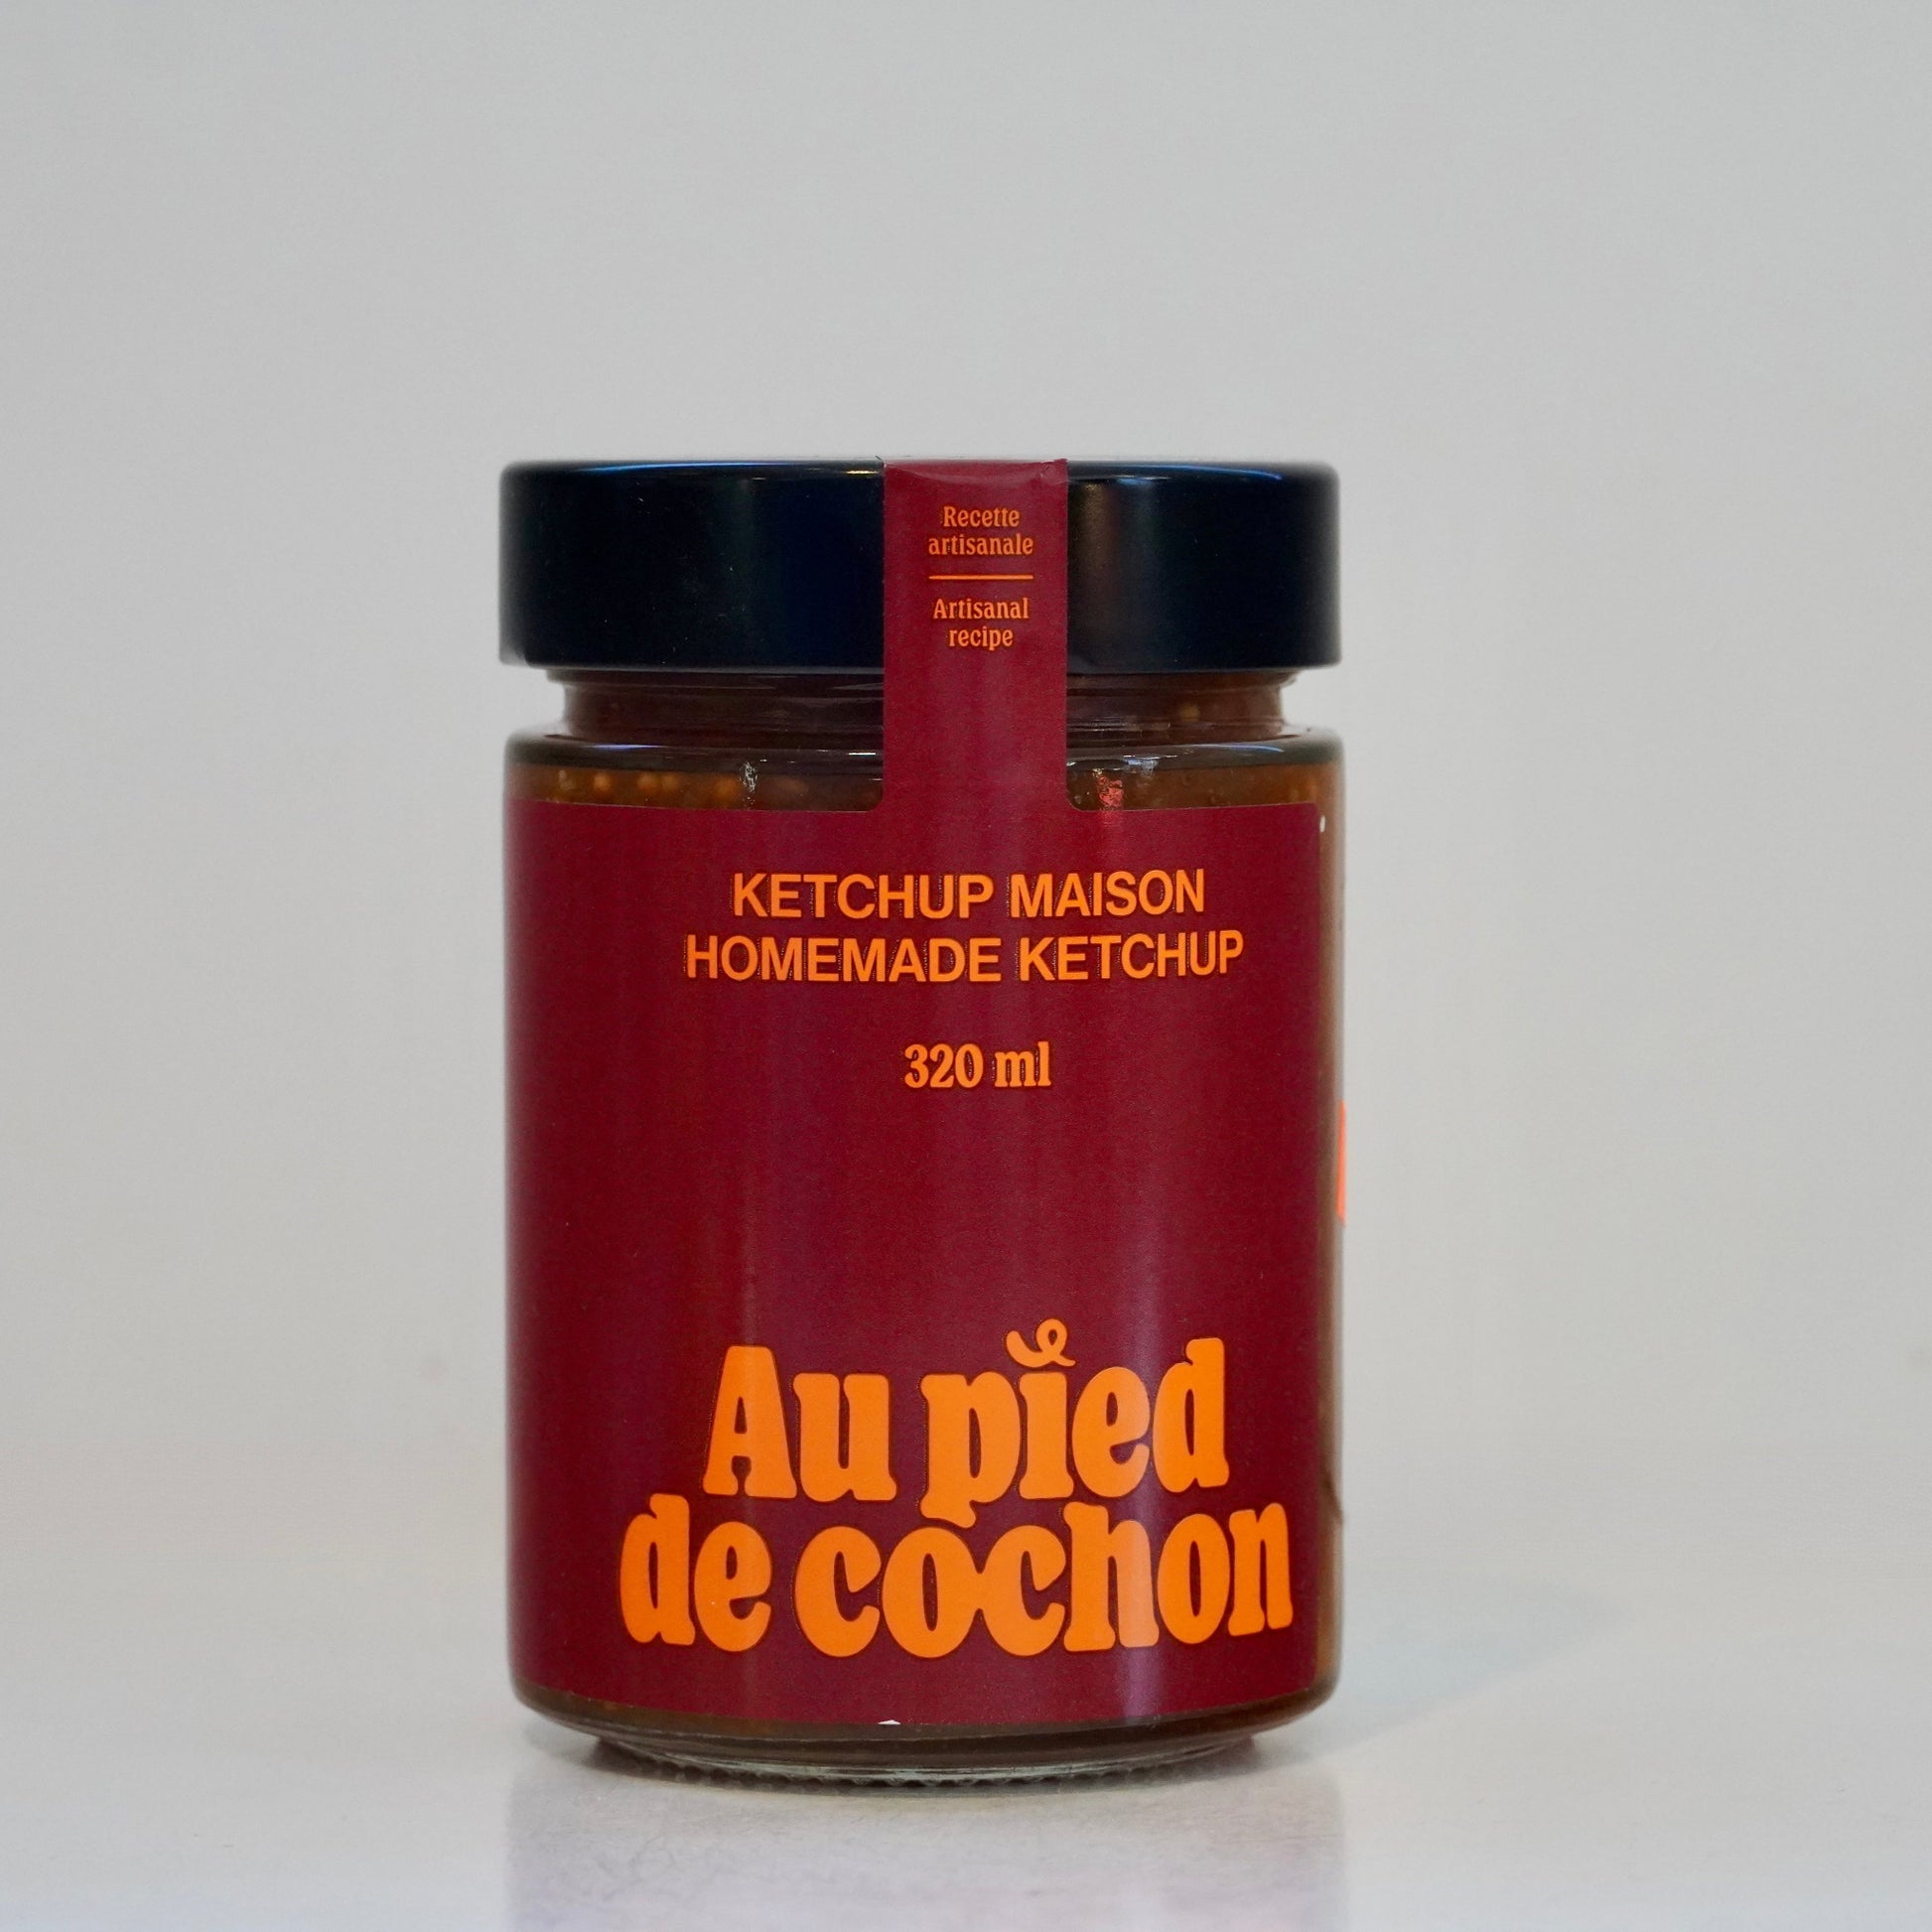 Recette
artisanale
Artisanal
recipe
KETCHUP MAISON
HOMEMADE KETCHUP
320 ml
Au pied
de cochon